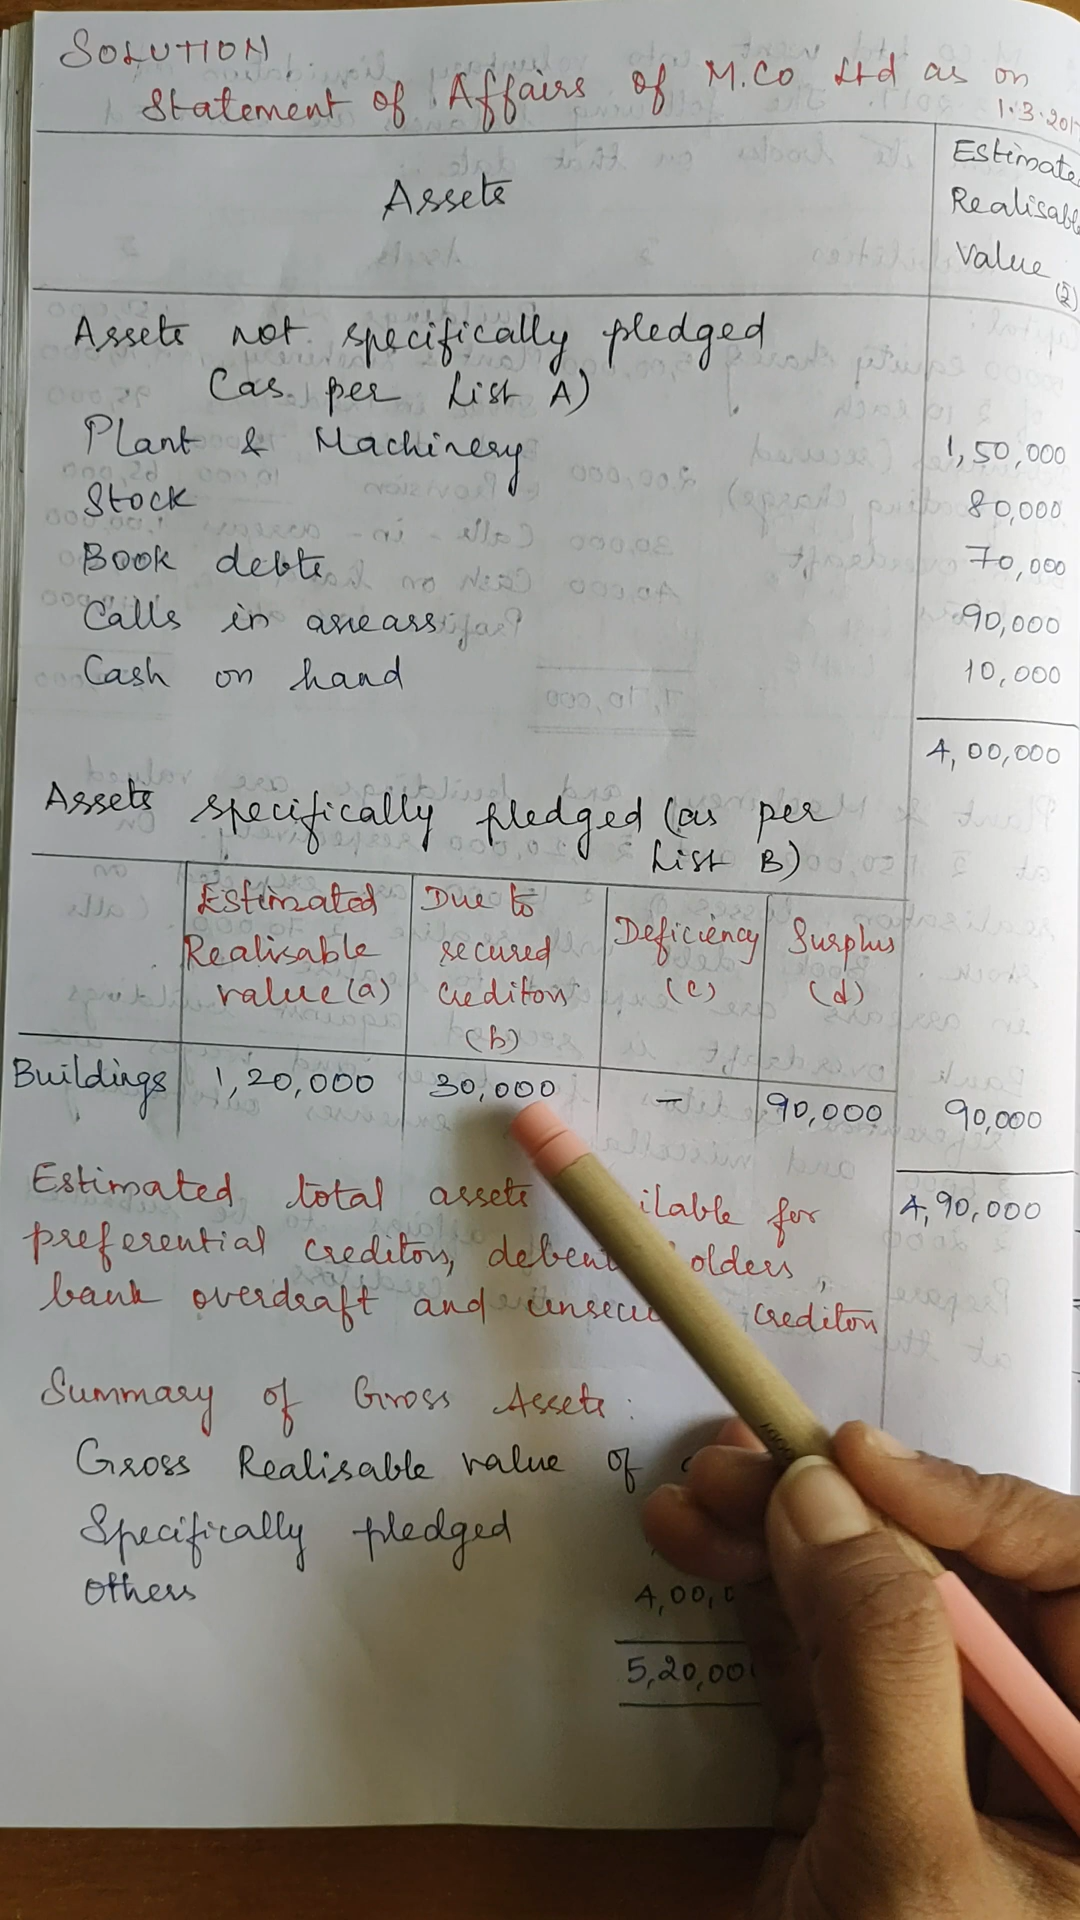 SOLUTION
Statement of Affairs of M.Co Ltd as on
1.3.201
Assets
Estimate
Realisabl
Value
(₹)
Assets not specifically pledged
(as per List A)
Plant & Machinery 1,50,000
Stock 80,000
Book debts 70,000
Calls in arrears 90,000
Cash on hand 10,000
4,00,000
Assets specifically pledged (as per
List B)
Estimated
Realisable
value (a)
Due to
secured
creditors
(b)
Deficiency
(c)
Surplus
(d)
Buildings 1,20,000 30,000 - 90,000 90,000
Estimated total assets ilable for 4,90,000
preferential creditors, debent olders,
bank overdraft and unsecu creditors
Summary of Gross Assets:
Gross Realisable value of
Specifically pledged
Others 4,00,0
5,20,00